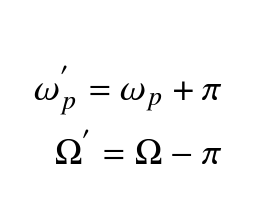 ω′ₚ = ωₚ + π
Ω′ = Ω − π